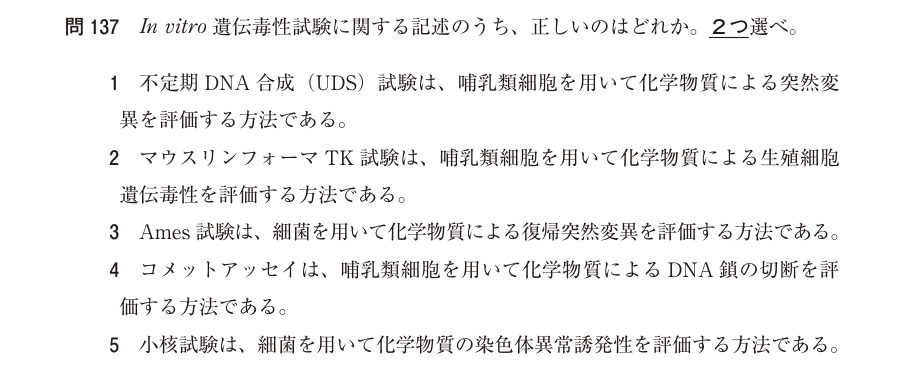 問 137　In vitro 遺伝毒性試験に関する記述のうち、正しいのはどれか。２つ選べ。
1　不定期 DNA 合成（UDS）試験は、哺乳類細胞を用いて化学物質による突然変
異を評価する方法である。
2　マウスリンフォーマ TK 試験は、哺乳類細胞を用いて化学物質による生殖細胞
遺伝毒性を評価する方法である。
3　Ames 試験は、細菌を用いて化学物質による復帰突然変異を評価する方法である。
4　コメットアッセイは、哺乳類細胞を用いて化学物質による DNA 鎖の切断を評
価する方法である。
5　小核試験は、細菌を用いて化学物質の染色体異常誘発性を評価する方法である。